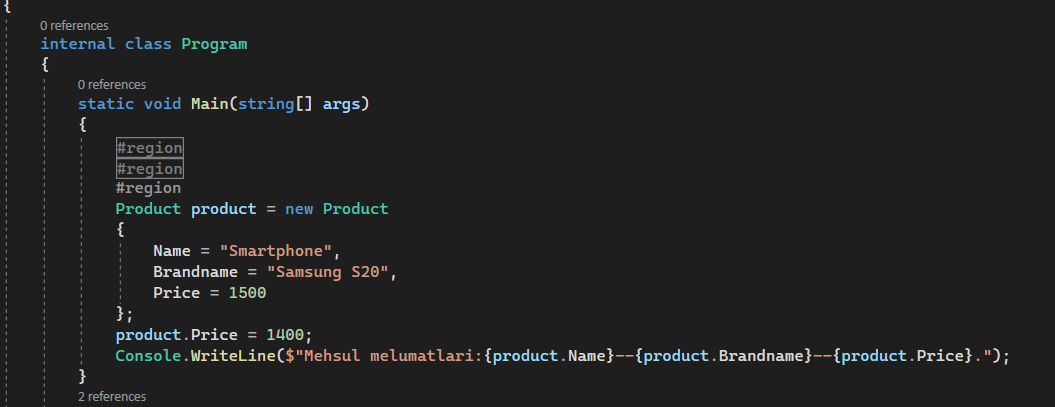 {
0 references
internal class Program
{
0 references
static void Main(string[] args)
{
#region
#region
#region
Product product = new Product
{
Name = "Smartphone",
Brandname = "Samsung S20",
Price = 1500
};
product.Price = 1400;
Console.WriteLine($"Mehsul melumatlari:{product.Name}--{product.Brandname}--{product.Price}.");
}
2 references